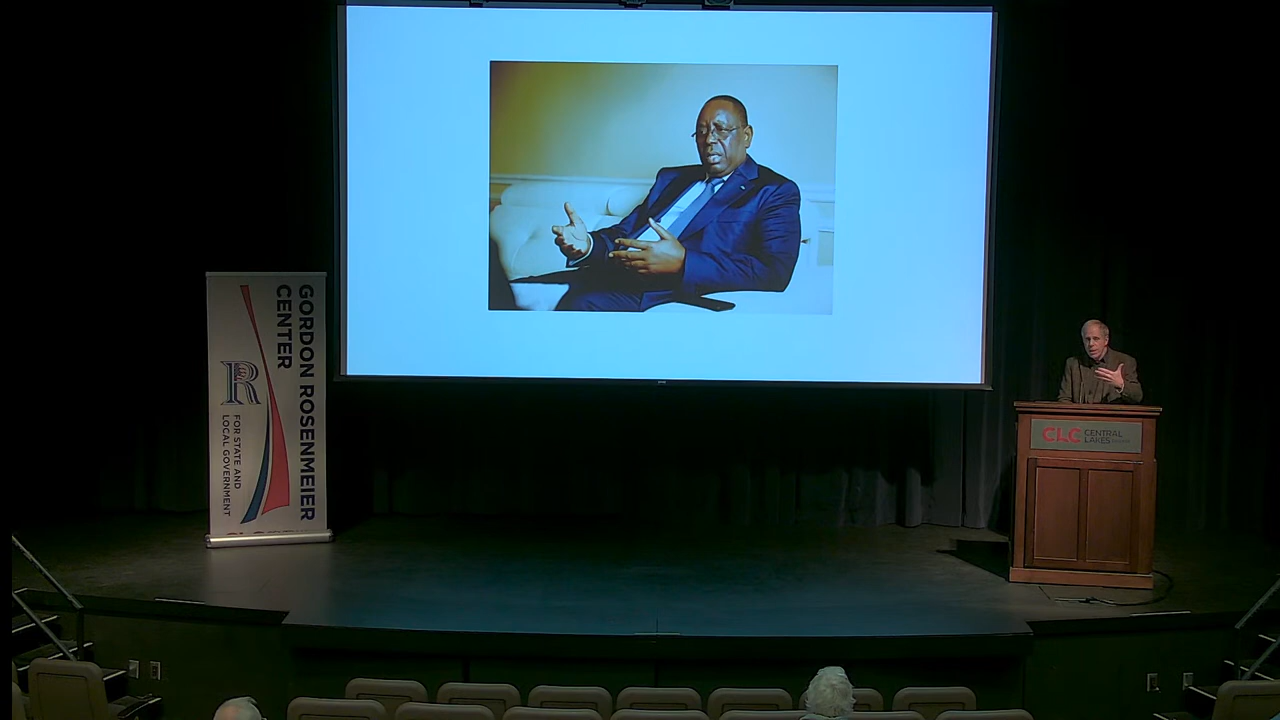 GORDON ROSENMEIER
CENTER
R
FOR STATE AND
LOCAL GOVERNMENT
CLC CENTRAL
LAKES